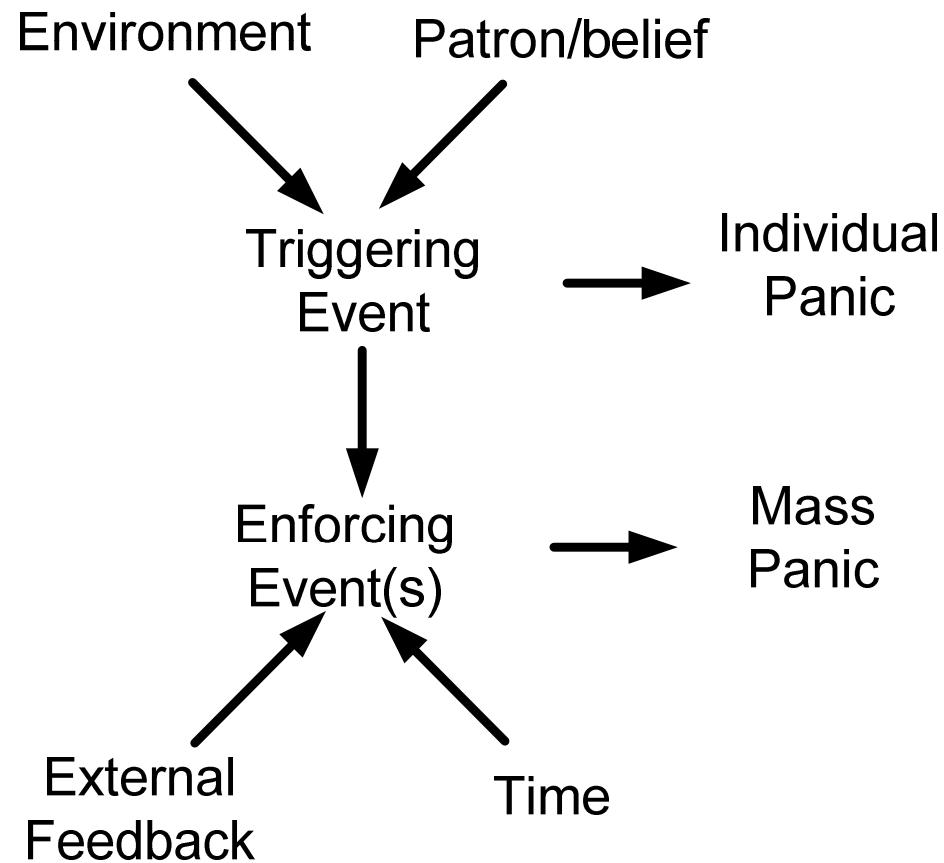 Environment
Patron/belief
Triggering
Event
Individual
Panic
Enforcing
Event(s)
Mass
Panic
External
Feedback
Time